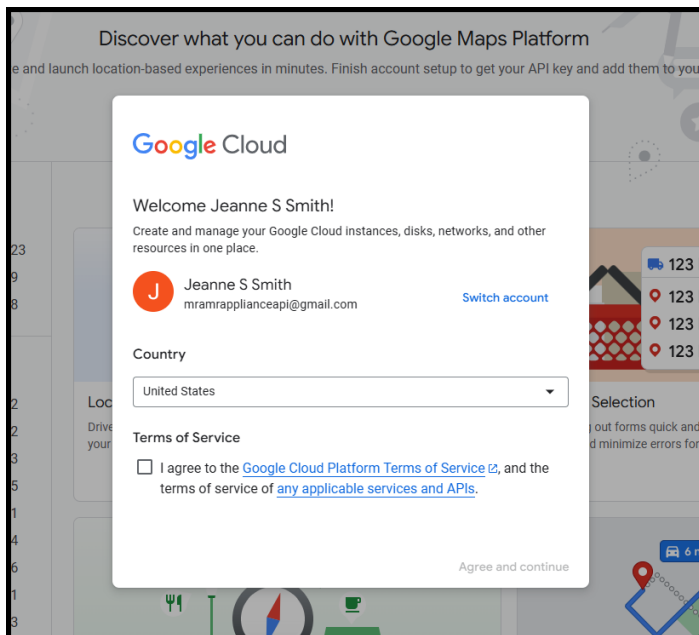 Discover what you can do with Google Maps Platform
e and launch location-based experiences in minutes. Finish account setup to get your API key and add them to you
Google Cloud
Welcome Jeanne S Smith!
Create and manage your Google Cloud instances, disks, networks, and other
resources in one place.
J
Jeanne S Smith
mramrapplianceapi@gmail.com
Switch account
Country
United States
Terms of Service
I agree to the Google Cloud Platform Terms of Service, and the
terms of service of any applicable services and APIs.
Agree and continue
23
9
8
2
2
3
5
1
4
6
1
3
Loc
Drive
your
123
123
123
123
Selection
out forms quick and
d minimize errors for
6 m